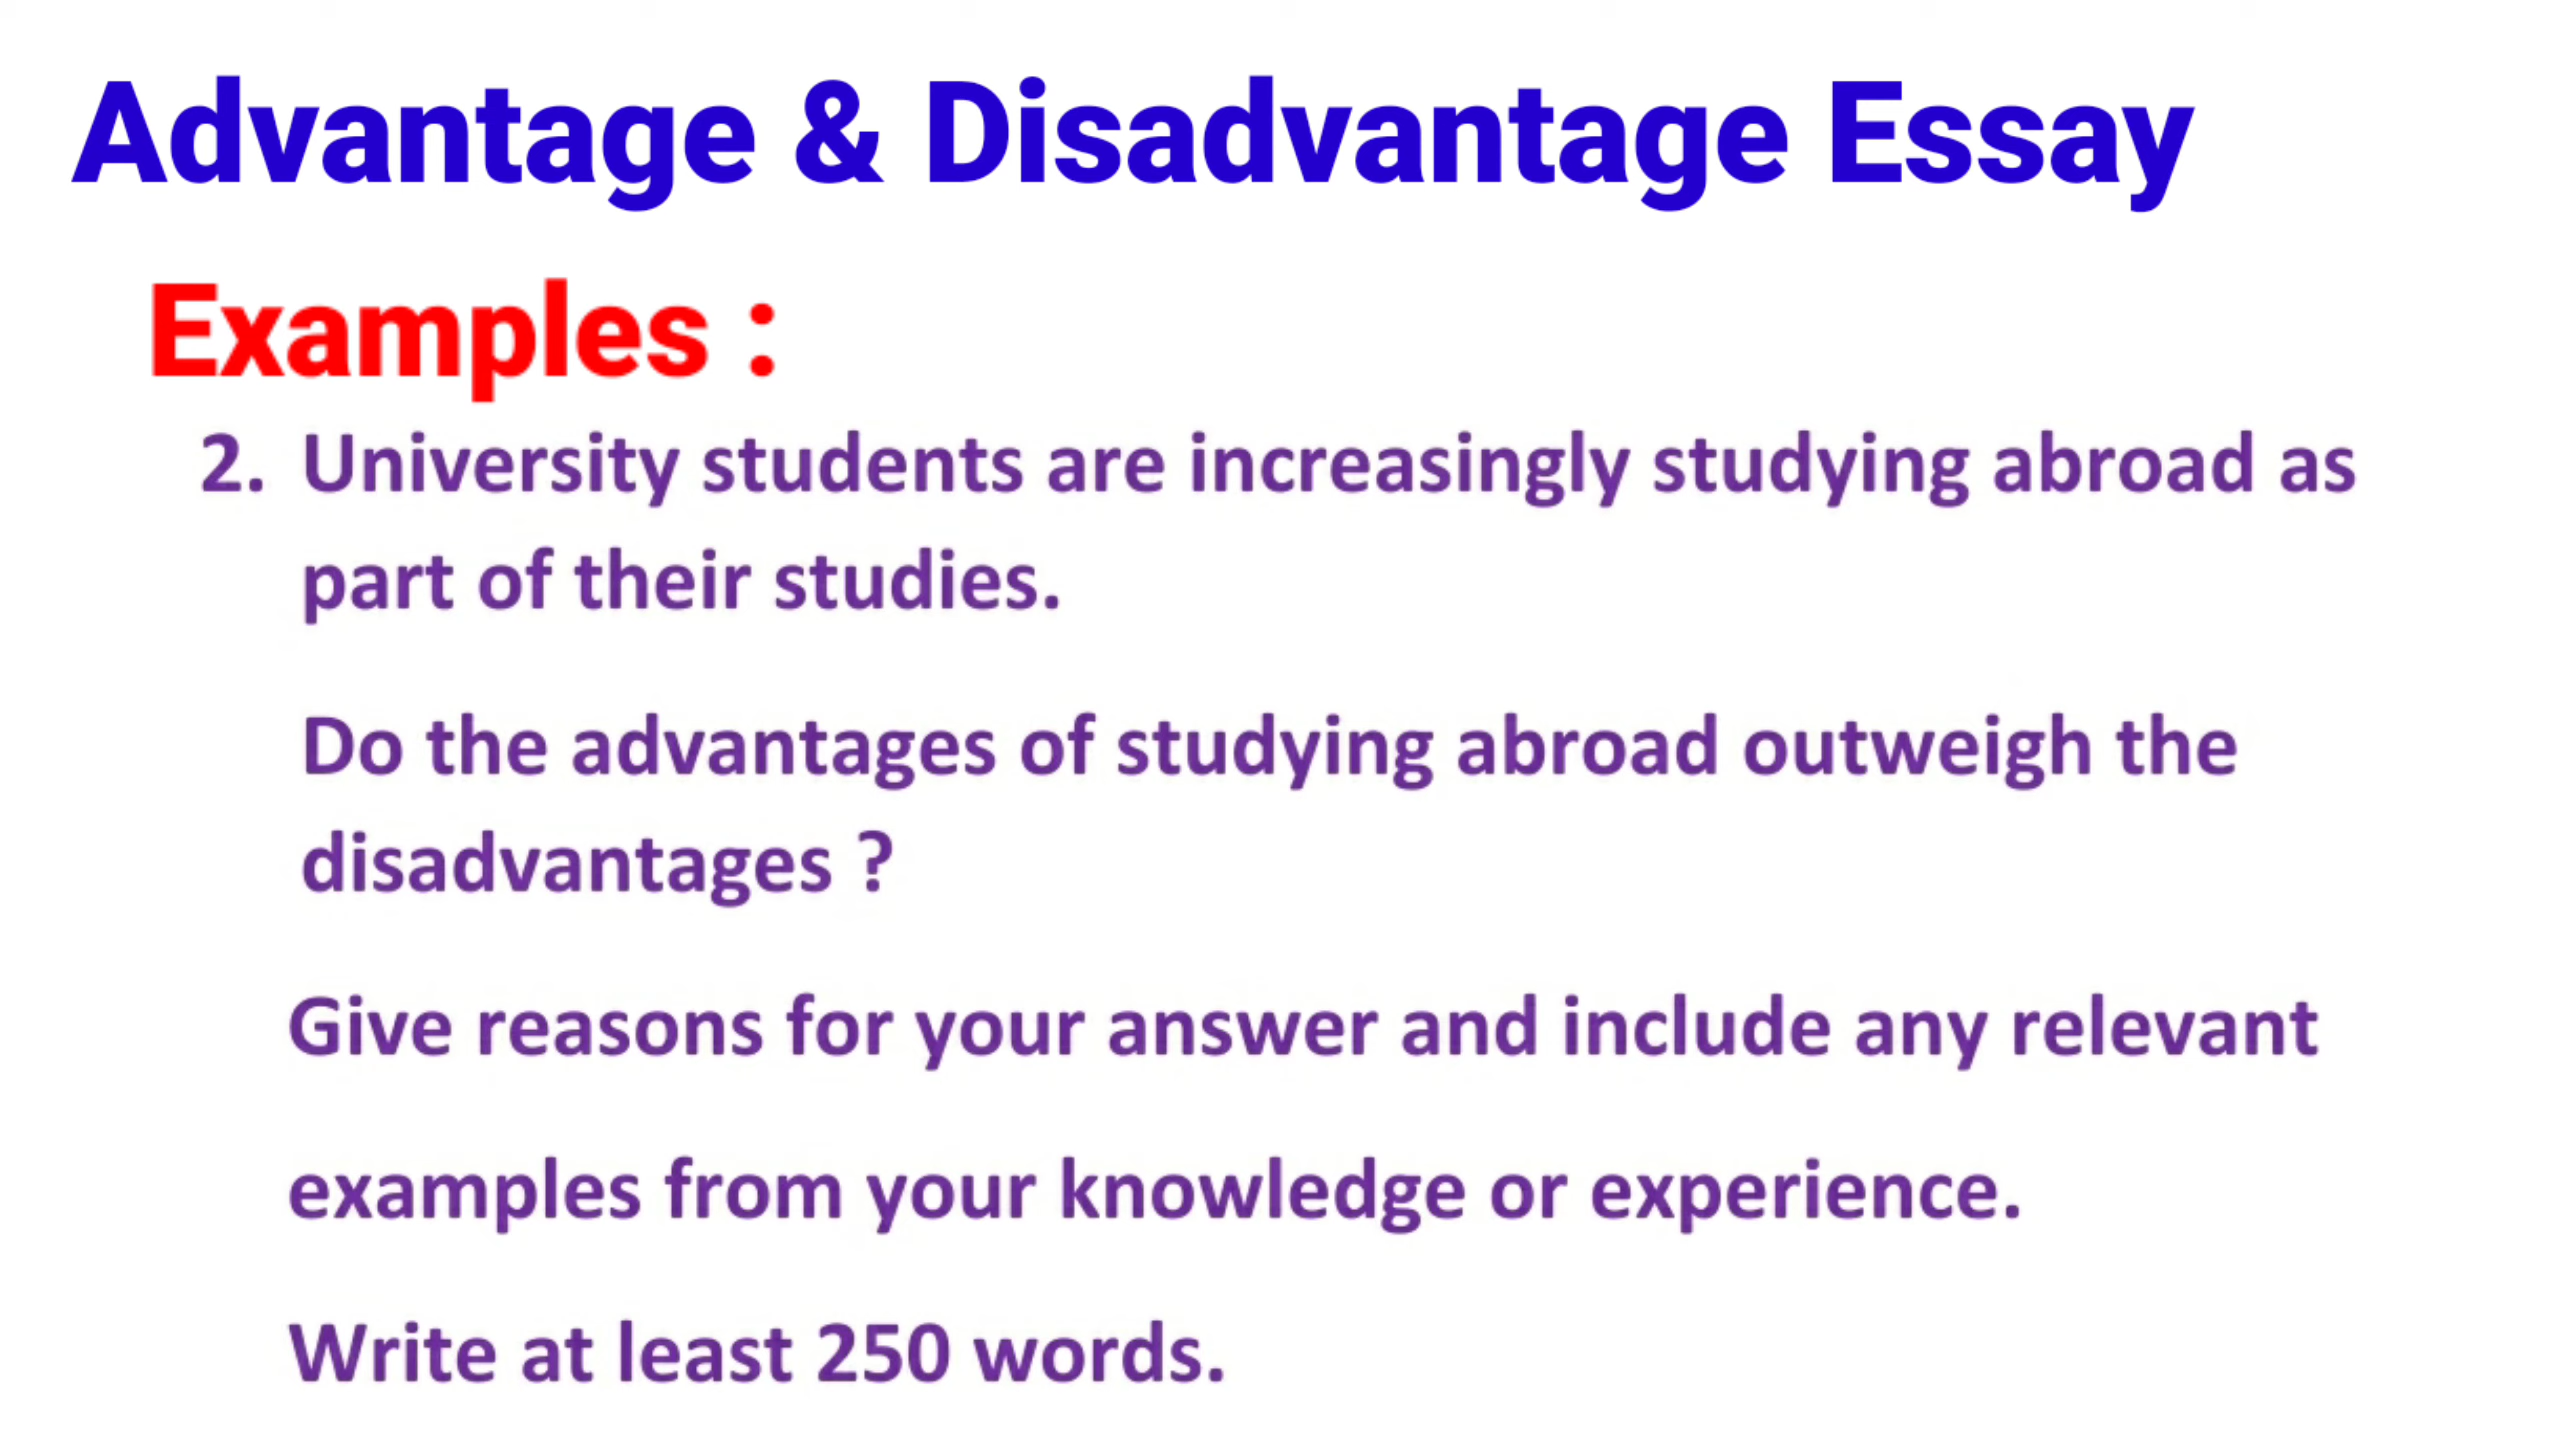 Advantage & Disadvantage Essay
Examples :
2. University students are increasingly studying abroad as
part of their studies.
Do the advantages of studying abroad outweigh the
disadvantages ?
Give reasons for your answer and include any relevant
examples from your knowledge or experience.
Write at least 250 words.